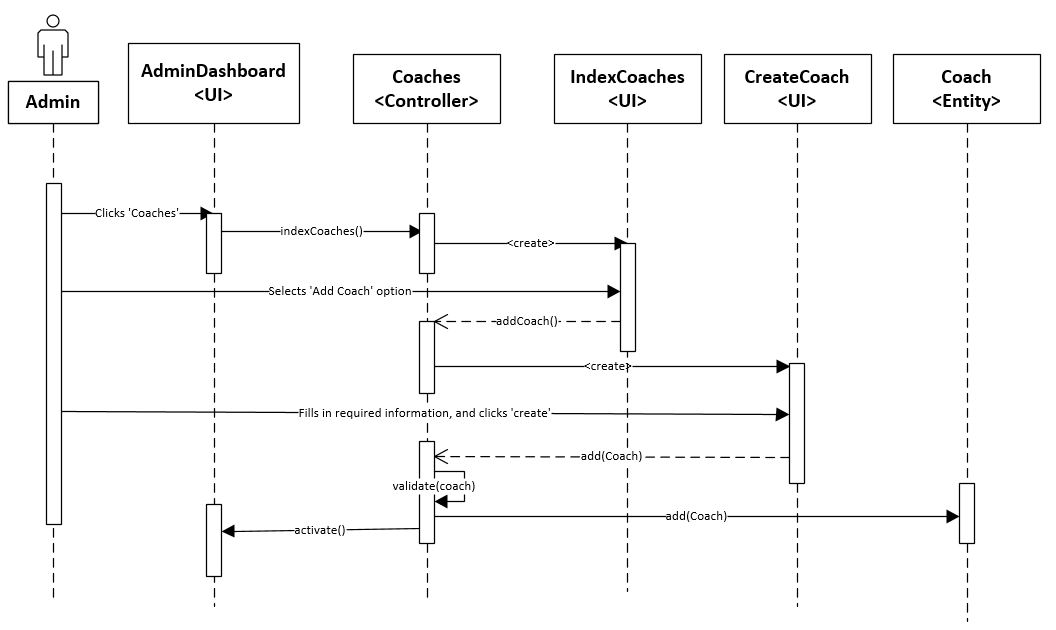 Admin
AdminDashboard
<UI>
Coaches
<Controller>
IndexCoaches
<UI>
CreateCoach
<UI>
Coach
<Entity>
Clicks 'Coaches'
indexCoaches()
<create>
Selects 'Add Coach' option
addCoach()
<create>
Fills in required information, and clicks 'create'
add(Coach)
validate(coach)
add(Coach)
activate()